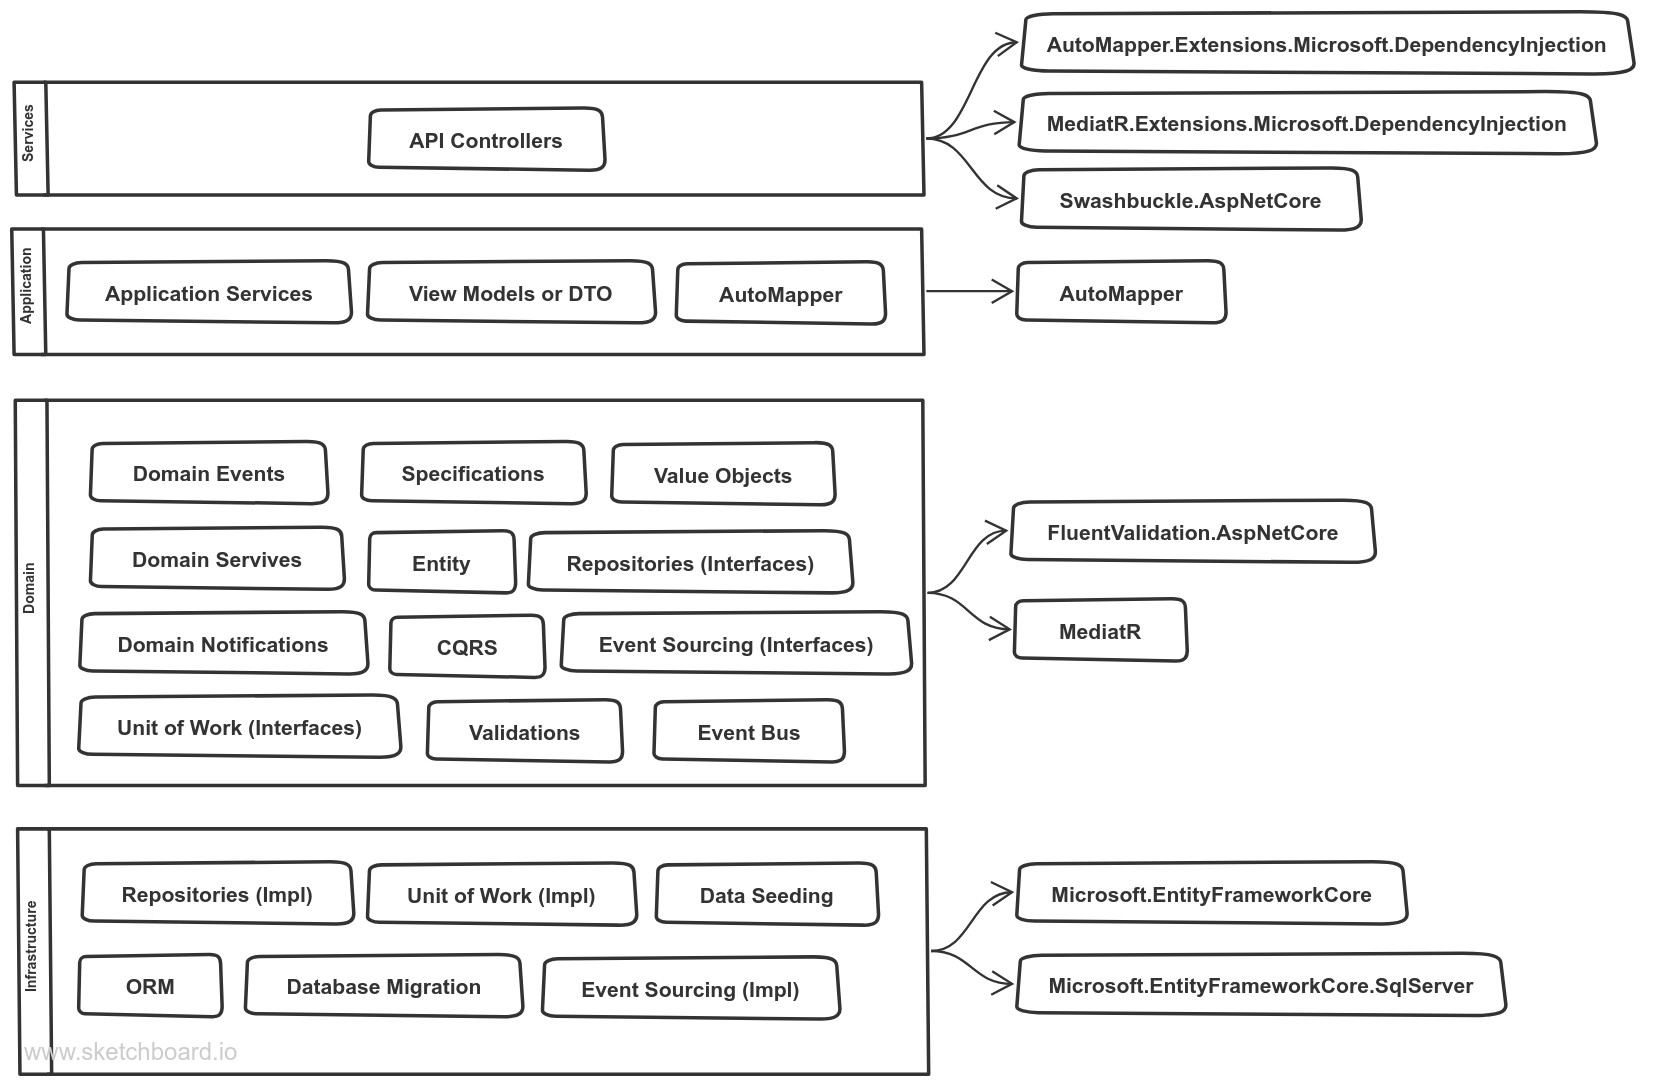 Services
API Controllers
AutoMapper.Extensions.Microsoft.DependencyInjection
MediatR.Extensions.Microsoft.DependencyInjection
Swashbuckle.AspNetCore
Application
Application Services
View Models or DTO
AutoMapper
AutoMapper
Domain
Domain Events
Specifications
Value Objects
Domain Servives
Entity
Repositories (Interfaces)
Domain Notifications
CQRS
Event Sourcing (Interfaces)
Unit of Work (Interfaces)
Validations
Event Bus
FluentValidation.AspNetCore
MediatR
Infrastructure
Repositories (Impl)
Unit of Work (Impl)
Data Seeding
ORM
Database Migration
Event Sourcing (Impl)
Microsoft.EntityFrameworkCore
Microsoft.EntityFrameworkCore.SqlServer
www.sketchboard.io